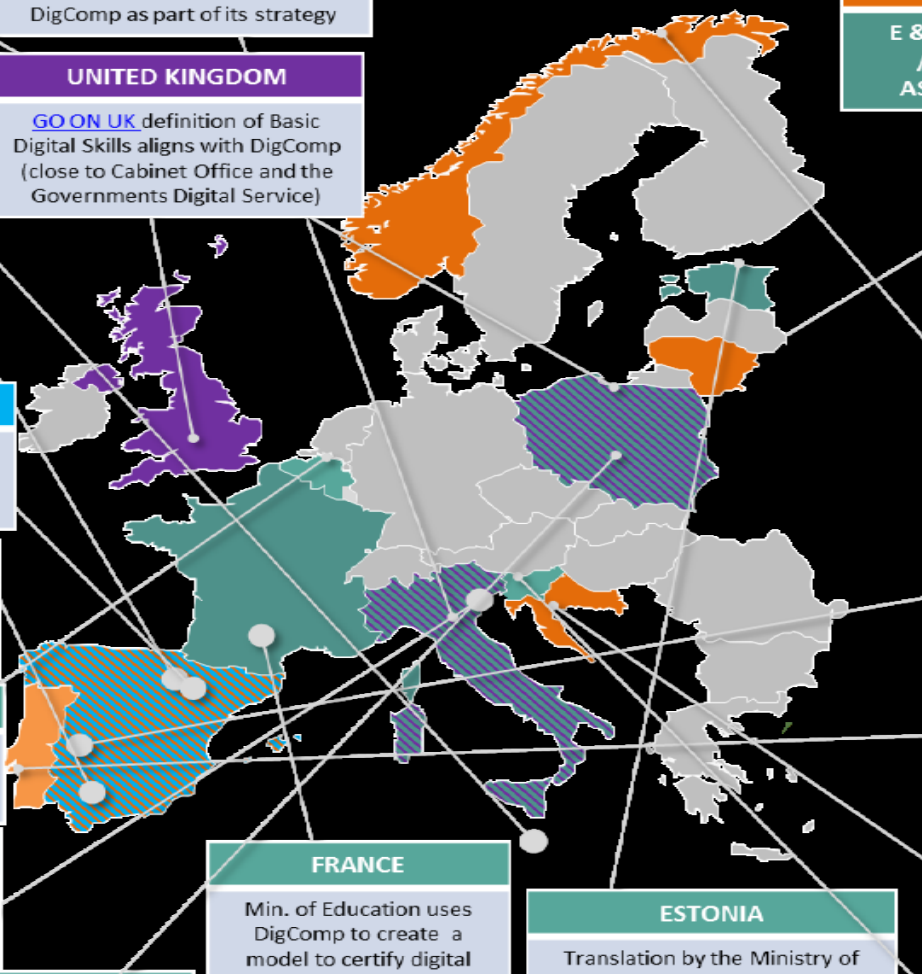 DigComp as part of its strategy
UNITED KINGDOM
GO ON UK definition of Basic
Digital Skills aligns with DigComp
(close to Cabinet Office and the
Governments Digital Service)
E &
AS
FRANCE
Min. of Education uses
DigComp to create a
model to certify digital
ESTONIA
Translation by the Ministry of